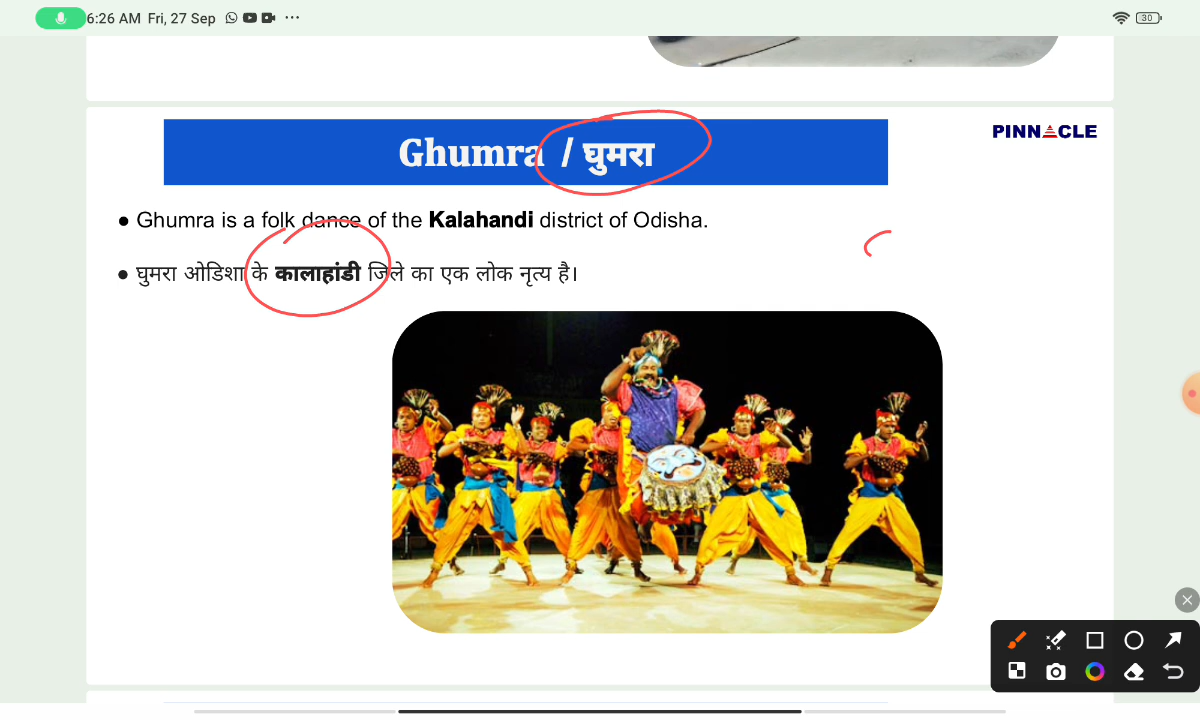 6:26 AM Fri, 27 Sep
30
Ghumra / घुमरा
PINNACLE
● Ghumra is a folk dance of the Kalahandi district of Odisha.
● घुमरा ओडिशा के कालाहांडी जिले का एक लोक नृत्य है।